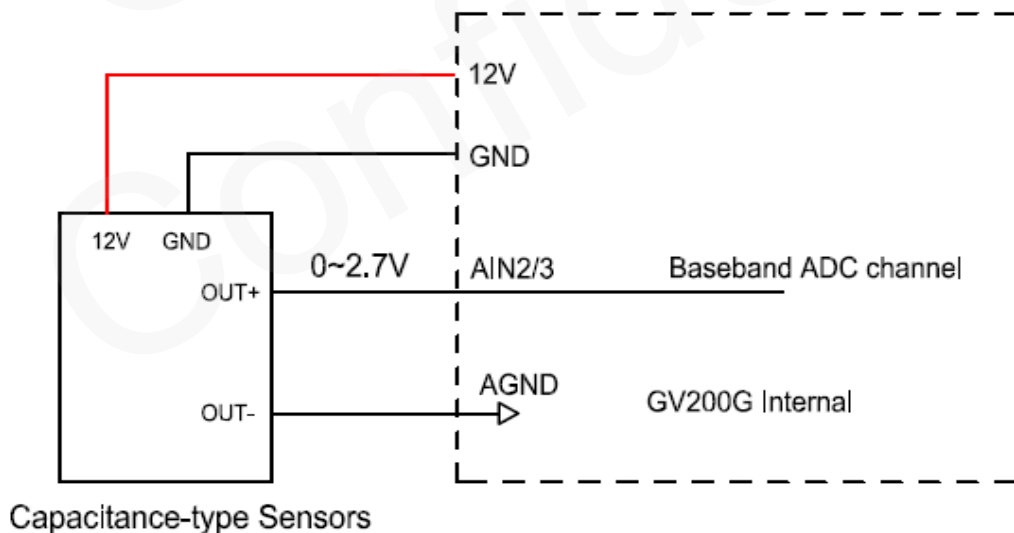 12V
GND
12V GND
0~2.7V
AIN2/3
Baseband ADC channel
OUT+
AGND
GV200G Internal
OUT-
Capacitance-type Sensors